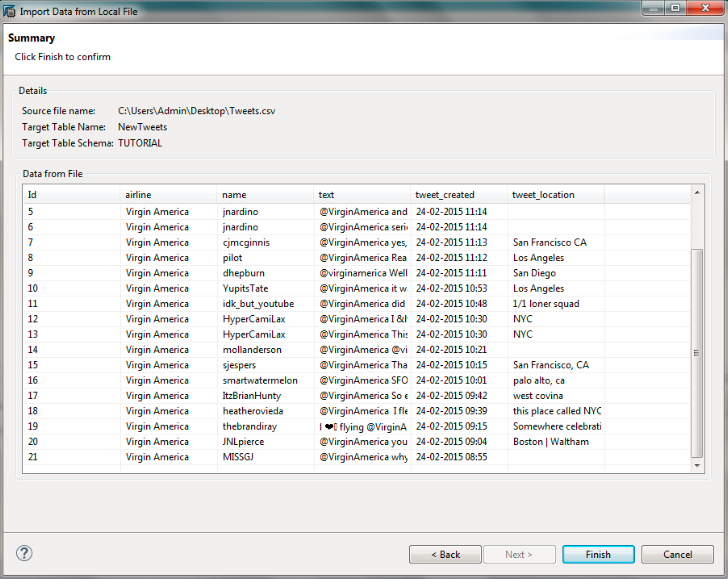 Import Data from Local File
Summary
Click Finish to confirm
Details
Source file name: C:\Users\Admin\Desktop\Tweets.csv
Target Table Name: NewTweets
Target Table Schema: TUTORIAL
Data from File
Id airline name text tweet_created tweet_location
5 Virgin America jnardino @VirginAmerica and 24-02-2015 11:14
6 Virgin America jnardino @VirginAmerica seri 24-02-2015 11:14
7 Virgin America cjmcginnis @VirginAmerica yes, 24-02-2015 11:13 San Francisco CA
8 Virgin America pilot @VirginAmerica Rea 24-02-2015 11:12 Los Angeles
9 Virgin America dhepburn @virginamerica Well 24-02-2015 11:11 San Diego
10 Virgin America YupitsTate @VirginAmerica it w 24-02-2015 10:53 Los Angeles
11 Virgin America idk_but_youtube @VirginAmerica did 24-02-2015 10:48 1/1 loner squad
12 Virgin America HyperCamiLax @VirginAmerica I &h 24-02-2015 10:30 NYC
13 Virgin America HyperCamiLax @VirginAmerica This 24-02-2015 10:30 NYC
14 Virgin America mollanderson @VirginAmerica @vi 24-02-2015 10:21
15 Virgin America sjespers @VirginAmerica Tha 24-02-2015 10:15 San Francisco, CA
16 Virgin America smartwatermelon @VirginAmerica SFO 24-02-2015 10:01 palo alto, ca
17 Virgin America ItzBrianHunty @VirginAmerica So e 24-02-2015 09:42 west covina
18 Virgin America heatherovieda @VirginAmerica I fle 24-02-2015 09:39 this place called NYC
19 Virgin America thebrandiray I ❤ flying @VirginA 24-02-2015 09:15 Somewhere celebrati
20 Virgin America JNLpierce @VirginAmerica you 24-02-2015 09:04 Boston | Waltham
21 Virgin America MISSGJ @VirginAmerica why 24-02-2015 08:55
? < Back Next > Finish Cancel